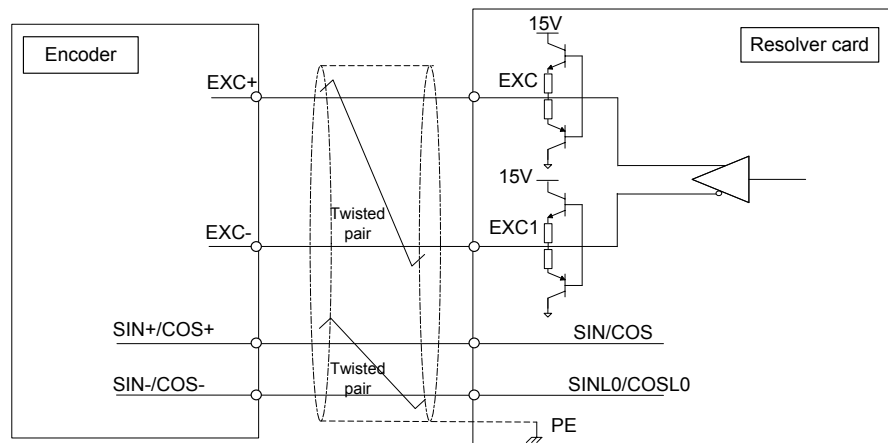 15V
Encoder
Resolver card
EXC+
EXC
15V
Twisted
pair
EXC-
EXC1
SIN+/COS+
SIN/COS
Twisted
pair
SIN-/COS-
SINL0/COSL0
PE